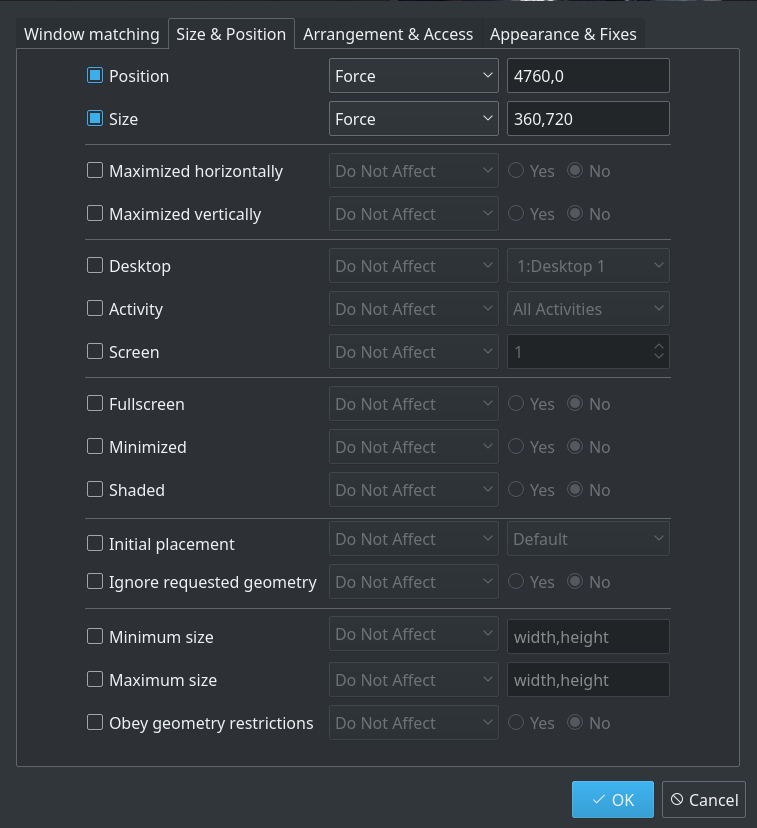 Window matching Size & Position Arrangement & Access Appearance & Fixes
Position Force 4760,0
Size Force 360,720
Maximized horizontally Do Not Affect Yes No
Maximized vertically Do Not Affect Yes No
Desktop Do Not Affect 1:Desktop 1
Activity Do Not Affect All Activities
Screen Do Not Affect 1
Fullscreen Do Not Affect Yes No
Minimized Do Not Affect Yes No
Shaded Do Not Affect Yes No
Initial placement Do Not Affect Default
Ignore requested geometry Do Not Affect Yes No
Minimum size Do Not Affect width,height
Maximum size Do Not Affect width,height
Obey geometry restrictions Do Not Affect Yes No
OK Cancel